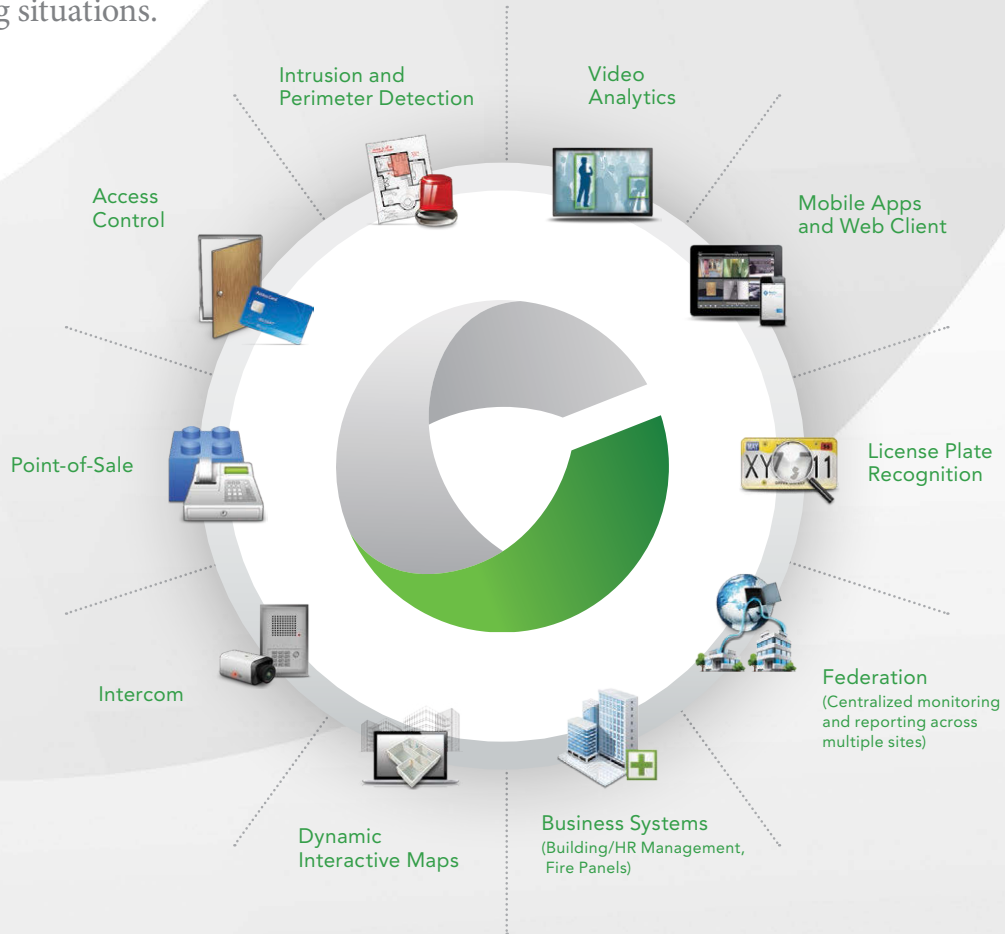 g situations.
Intrusion and
Perimeter Detection
Video
Analytics
Access
Control
Mobile Apps
and Web Client
Point-of-Sale
License Plate
Recognition
XY 11
Intercom
Federation
(Centralized monitoring
and reporting across
multiple sites)
Dynamic
Interactive Maps
Business Systems
(Building/HR Management,
Fire Panels)